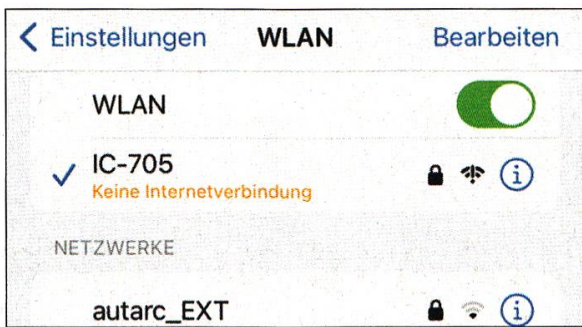 Einstellungen WLAN Bearbeiten
WLAN
IC-705
Keine Internetverbindung
NETZWERKE
autarc_EXT